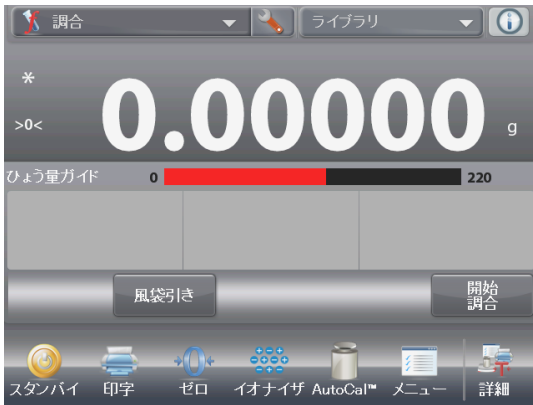 調合 ライブラリ
*
>0< 0.00000 g
ひょう量ガイド 0 220
風袋引き 開始
調合
スタンバイ 印字 ゼロ イオナイザ AutoCal™ メニュー 詳細